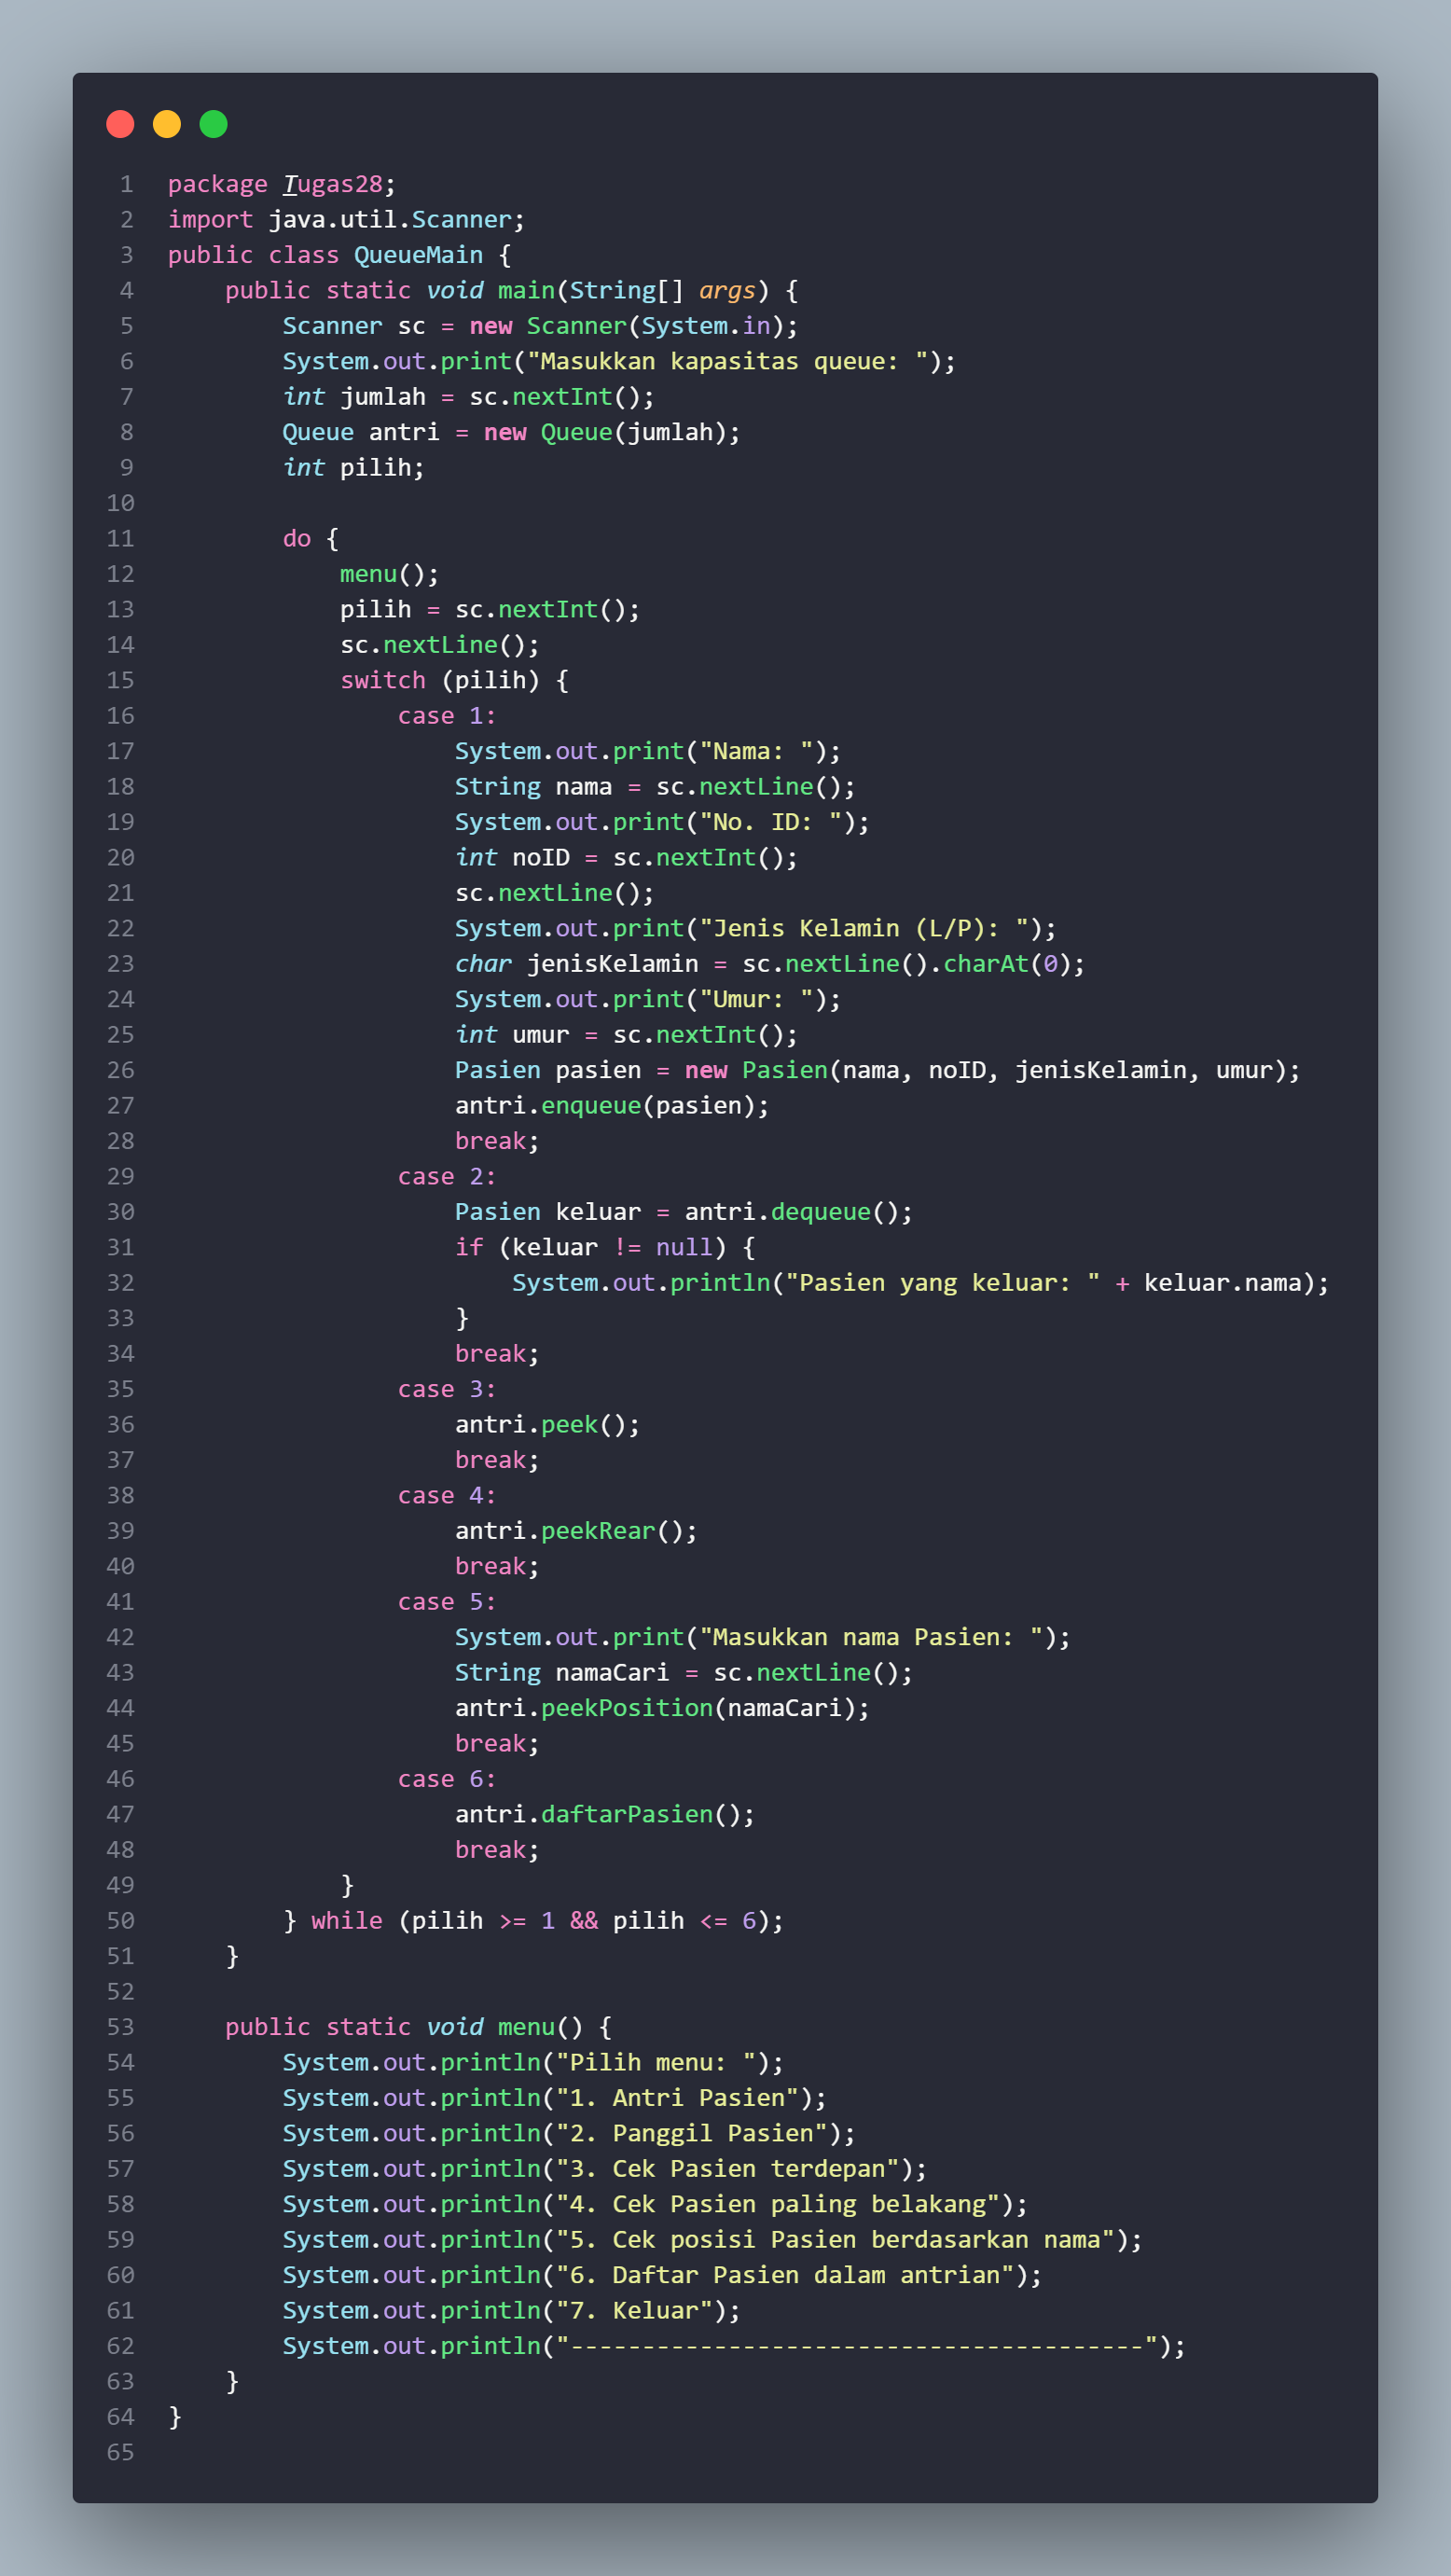 1 package Tugas28;
2 import java.util.Scanner;
3 public class QueueMain {
4     public static void main(String[] args) {
5         Scanner sc = new Scanner(System.in);
6         System.out.print("Masukkan kapasitas queue: ");
7         int jumlah = sc.nextInt();
8         Queue antri = new Queue(jumlah);
9         int pilih;
10
11         do {
12             menu();
13             pilih = sc.nextInt();
14             sc.nextLine();
15             switch (pilih) {
16                 case 1:
17                     System.out.print("Nama: ");
18                     String nama = sc.nextLine();
19                     System.out.print("No. ID: ");
20                     int noID = sc.nextInt();
21                     sc.nextLine();
22                     System.out.print("Jenis Kelamin (L/P): ");
23                     char jenisKelamin = sc.nextLine().charAt(0);
24                     System.out.print("Umur: ");
25                     int umur = sc.nextInt();
26                     Pasien pasien = new Pasien(nama, noID, jenisKelamin, umur);
27                     antri.enqueue(pasien);
28                     break;
29                 case 2:
30                     Pasien keluar = antri.dequeue();
31                     if (keluar != null) {
32                         System.out.println("Pasien yang keluar: " + keluar.nama);
33                     }
34                     break;
35                 case 3:
36                     antri.peek();
37                     break;
38                 case 4:
39                     antri.peekRear();
40                     break;
41                 case 5:
42                     System.out.print("Masukkan nama Pasien: ");
43                     String namaCari = sc.nextLine();
44                     antri.peekPosition(namaCari);
45                     break;
46                 case 6:
47                     antri.daftarPasien();
48                     break;
49             }
50         } while (pilih >= 1 && pilih <= 6);
51     }
52
53     public static void menu() {
54         System.out.println("Pilih menu: ");
55         System.out.println("1. Antri Pasien");
56         System.out.println("2. Panggil Pasien");
57         System.out.println("3. Cek Pasien terdepan");
58         System.out.println("4. Cek Pasien paling belakang");
59         System.out.println("5. Cek posisi Pasien berdasarkan nama");
60         System.out.println("6. Daftar Pasien dalam antrian");
61         System.out.println("7. Keluar");
62         System.out.println("----------------------------------------");
63     }
64 }
65